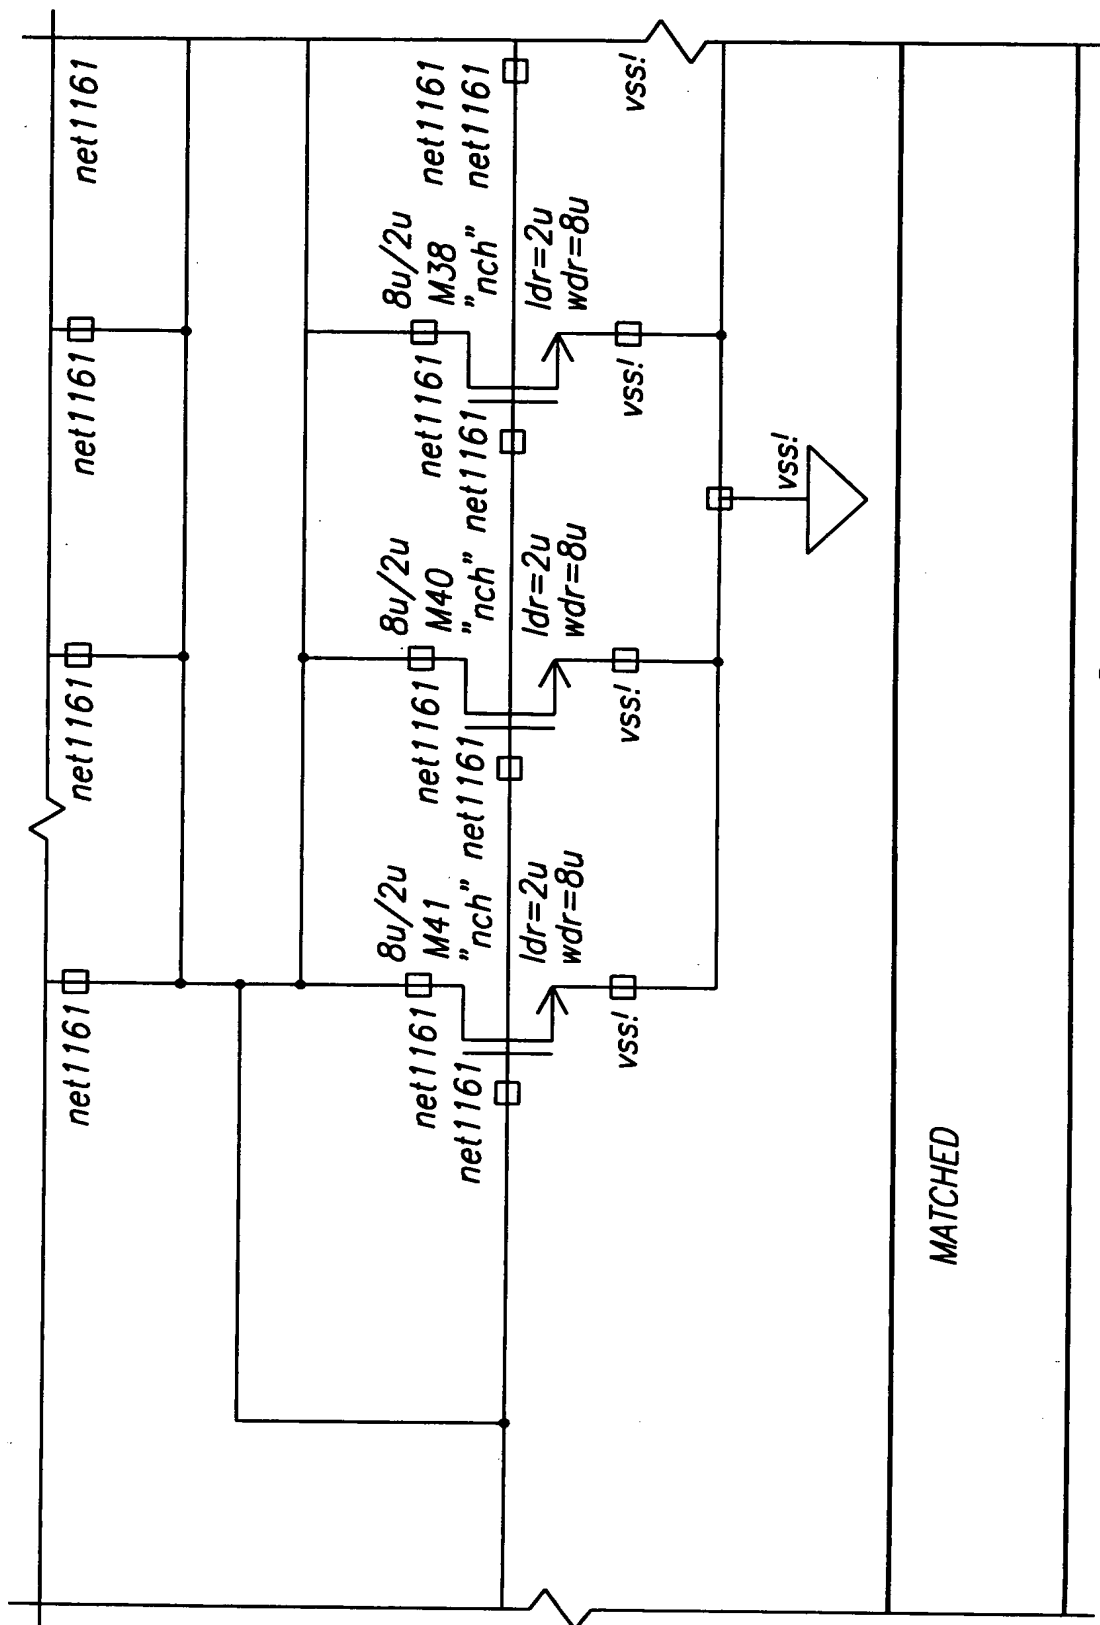 net1161
net1161
net1161
net1161
8u/2u
M41
"nch"
net1161
net1161
ldr=2u
wdr=8u
vss!
8u/2u
M40
"nch"
net1161
net1161
ldr=2u
wdr=8u
vss!
8u/2u
M38
"nch"
net1161
net1161
ldr=2u
wdr=8u
vss!
net1161
net1161
vss!
vss!
MATCHED